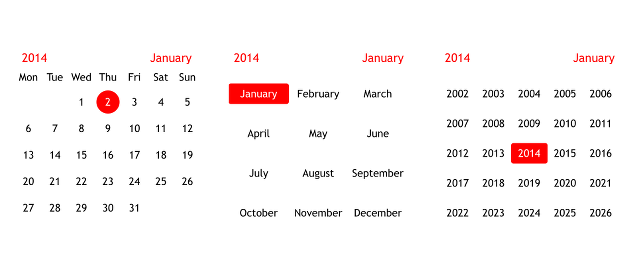 2014 January
Mon Tue Wed Thu Fri Sat Sun
1 2 3 4 5
6 7 8 9 10 11 12
13 14 15 16 17 18 19
20 21 22 23 24 25 26
27 28 29 30 31
2014 January
January February March
April May June
July August September
October November December
2014 January
2002 2003 2004 2005 2006
2007 2008 2009 2010 2011
2012 2013 2014 2015 2016
2017 2018 2019 2020 2021
2022 2023 2024 2025 2026